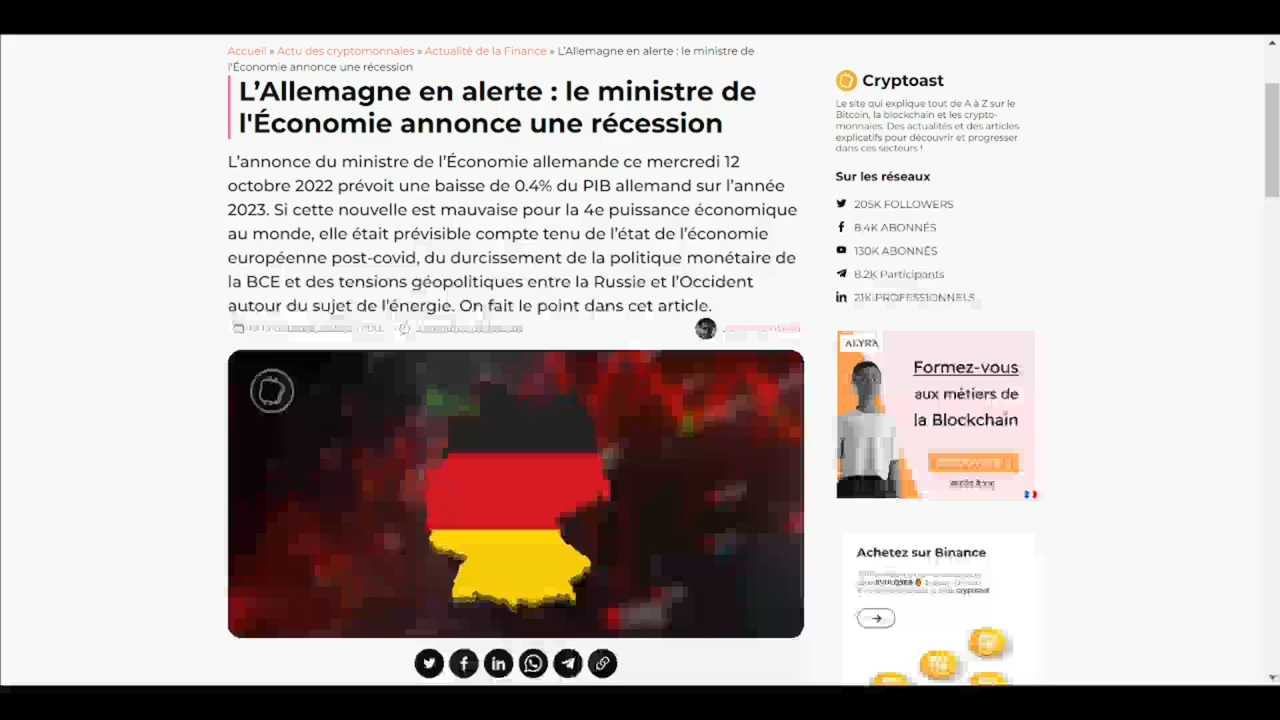 Accueil » Actu des cryptomonnaies » Actualité de la Finance » L’Allemagne en alerte : le ministre de
l'Économie annonce une récession
L’Allemagne en alerte : le ministre de
l'Économie annonce une récession
L’annonce du ministre de l’Économie allemande ce mercredi 12
octobre 2022 prévoit une baisse de 0.4% du PIB allemand sur l’année
2023. Si cette nouvelle est mauvaise pour la 4e puissance économique
au monde, elle était prévisible compte tenu de l’état de l’économie
européenne post-covid, du durcissement de la politique monétaire de
la BCE et des tensions géopolitiques entre la Russie et l’Occident
autour du sujet de l’énergie. On fait le point dans cet article.
Cryptoast
Le site qui explique tout de A à Z sur le
Bitcoin, la blockchain et les crypto-
monnaies. Des actualités et des articles
explicatifs pour découvrir et progresser
dans ces secteurs !
Sur les réseaux
205K FOLLOWERS
8.4K ABONNÉS
130K ABONNÉS
8.2K Participants
21K PROFESSIONNELS
ALYRA
Formez-vous
aux métiers de
la Blockchain
Achetez sur Binance
cryptoast